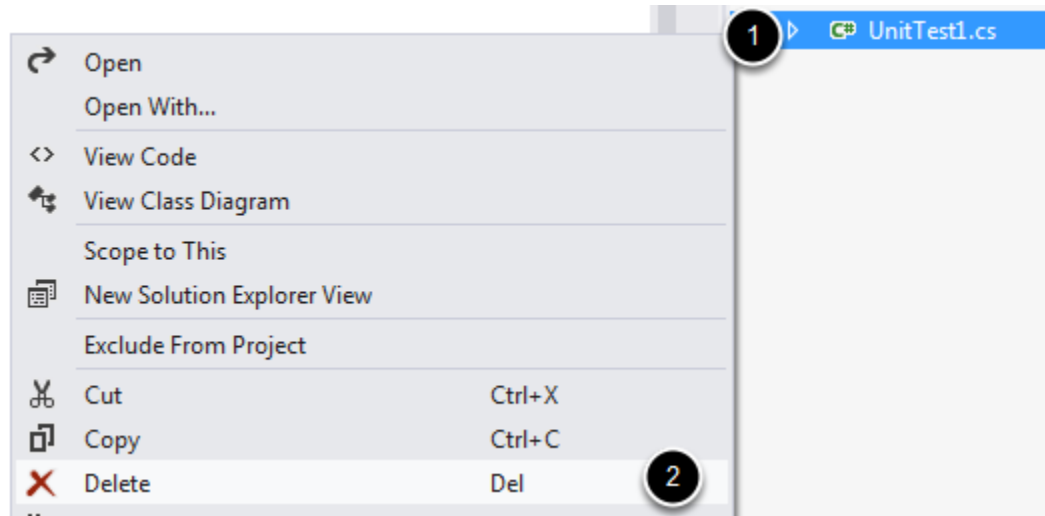 1
C# UnitTest1.cs
Open
Open With...
View Code
View Class Diagram
Scope to This
New Solution Explorer View
Exclude From Project
Cut Ctrl+X
Copy Ctrl+C
Delete Del 2